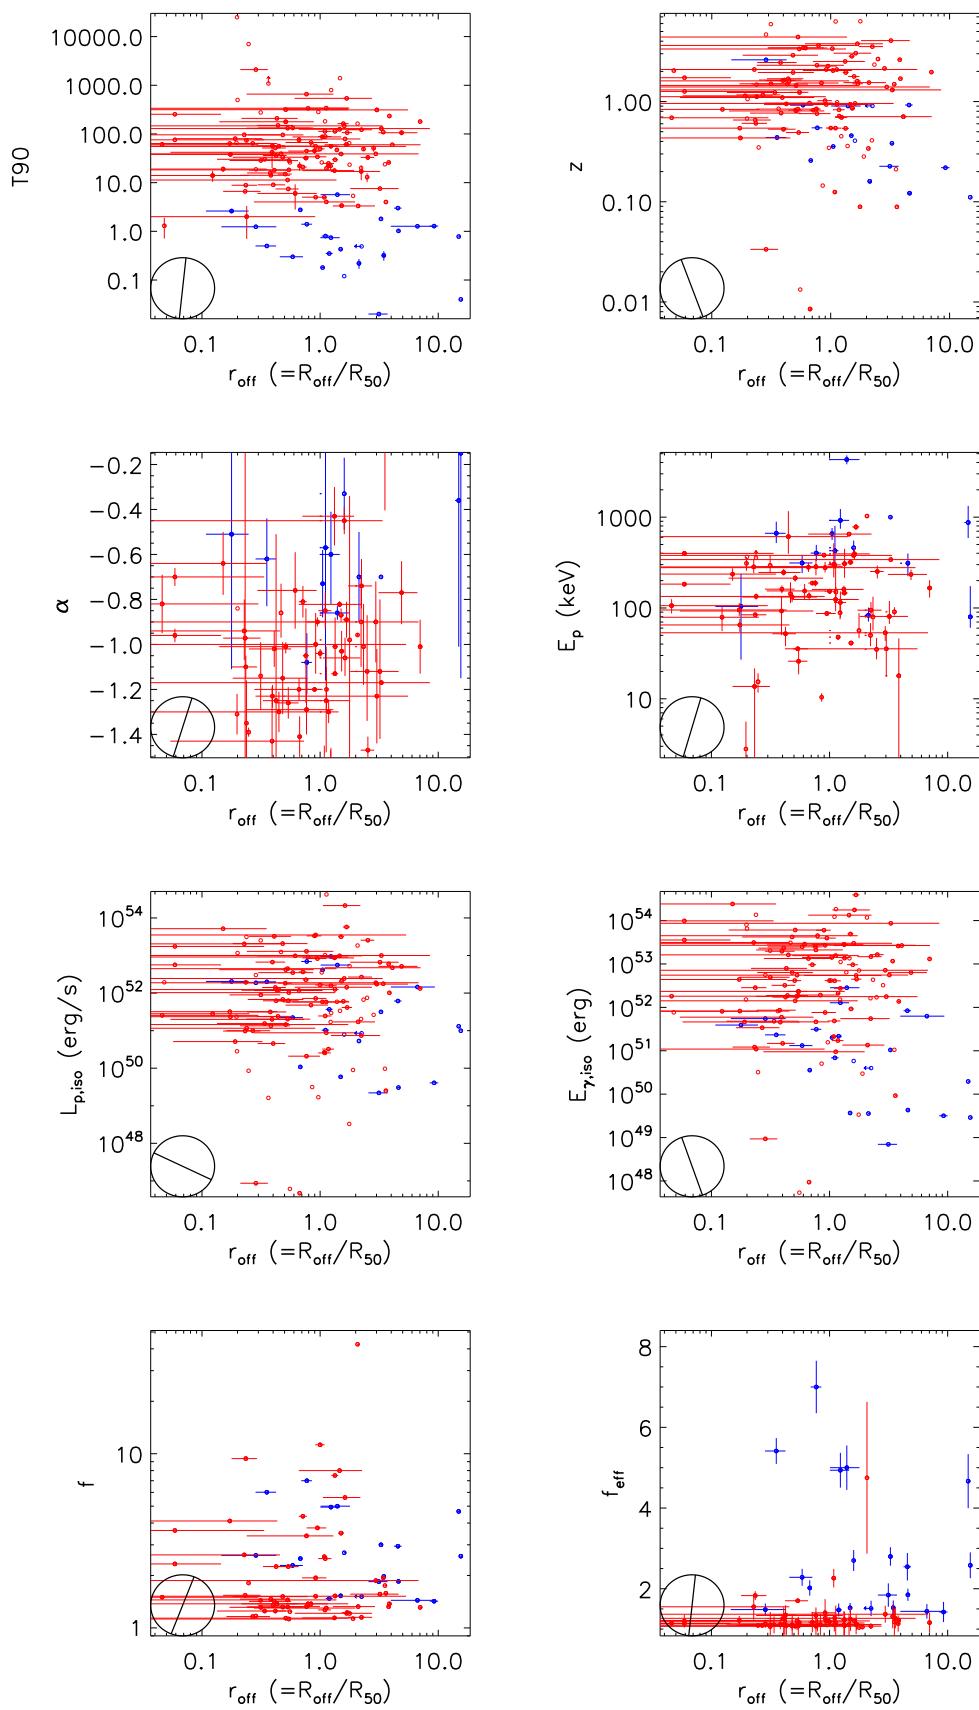 T90
10000.0
1000.0
100.0
10.0
1.0
0.1
0.1 1.0 10.0
r_off (=R_off/R_50)
z
1.00
0.10
0.01
0.1 1.0 10.0
r_off (=R_off/R_50)
α
−0.2
−0.4
−0.6
−0.8
−1.0
−1.2
−1.4
0.1 1.0 10.0
r_off (=R_off/R_50)
E_p (keV)
1000
100
10
0.1 1.0 10.0
r_off (=R_off/R_50)
L_p,iso (erg/s)
10^54
10^52
10^50
10^48
0.1 1.0 10.0
r_off (=R_off/R_50)
E_γ,iso (erg)
10^54
10^53
10^52
10^51
10^50
10^49
10^48
0.1 1.0 10.0
r_off (=R_off/R_50)
f
10
1
0.1 1.0 10.0
r_off (=R_off/R_50)
f_eff
8
6
4
2
0.1 1.0 10.0
r_off (=R_off/R_50)